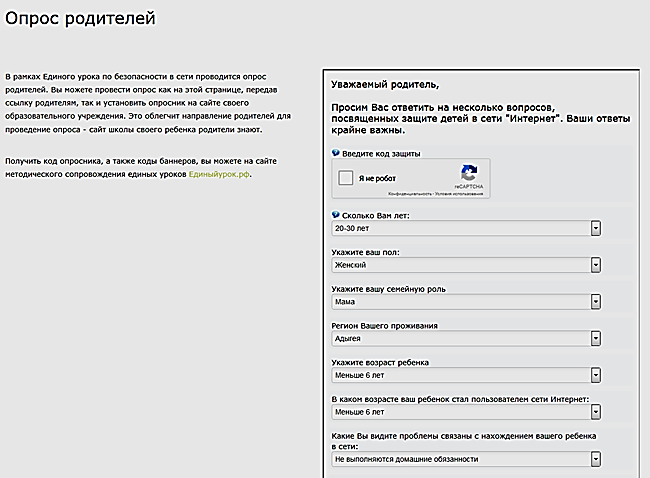 Опрос родителей
В рамках Единого урока по безопасности в сети проводится опрос
родителей. Вы можете провести опрос как на этой странице, передав
ссылку родителям, так и установить опросник на сайте своего
образовательного учреждения. Это облегчит направление родителей для
проведение опроса - сайт школы своего ребенка родители знают.
Получить код опросника, а также коды баннеров, вы можете на сайте
методического сопровождения единых уроков Единыйурок.рф.
Уважаемый родитель,
Просим Вас ответить на несколько вопросов,
посвященных защите детей в сети "Интернет". Ваши ответы
крайне важны.
Введите код защиты
Я не робот
reCAPTCHA
Конфиденциальность - Условия использования
Сколько Вам лет:
20-30 лет
Укажите ваш пол:
Женский
Укажите вашу семейную роль
Мама
Регион Вашего проживания
Адыгея
Укажите возраст ребенка
Меньше 6 лет
В каком возрасте ваш ребенок стал пользователем сети Интернет:
Меньше 6 лет
Какие Вы видите проблемы связаны с нахождением вашего ребенка
в сети:
Не выполняются домашние обязанности